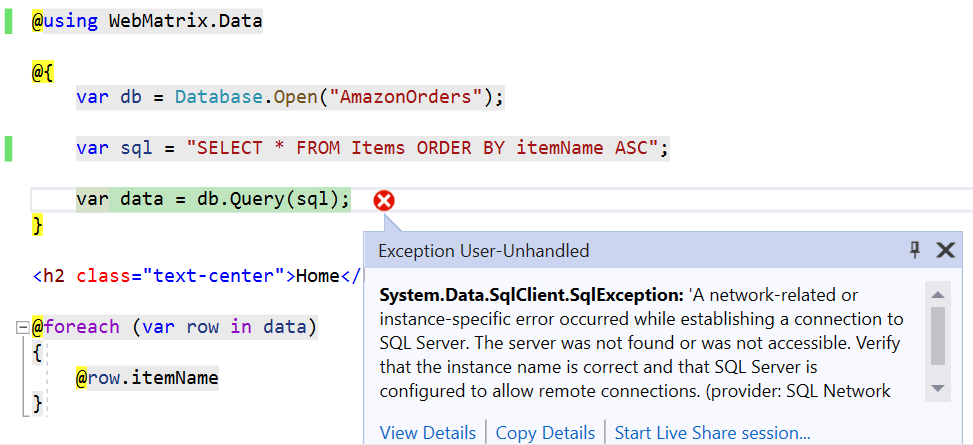 @using WebMatrix.Data
@{
var db = Database.Open("AmazonOrders");
var sql = "SELECT * FROM Items ORDER BY itemName ASC";
var data = db.Query(sql);
}
Exception User-Unhandled
<h2 class="text-center">Home</
System.Data.SqlClient.SqlException: 'A network-related or
instance-specific error occurred while establishing a connection to
SQL Server. The server was not found or was not accessible. Verify
that the instance name is correct and that SQL Server is
configured to allow remote connections. (provider: SQL Network
View Details | Copy Details | Start Live Share session...
@foreach (var row in data)
{
@row.itemName
}